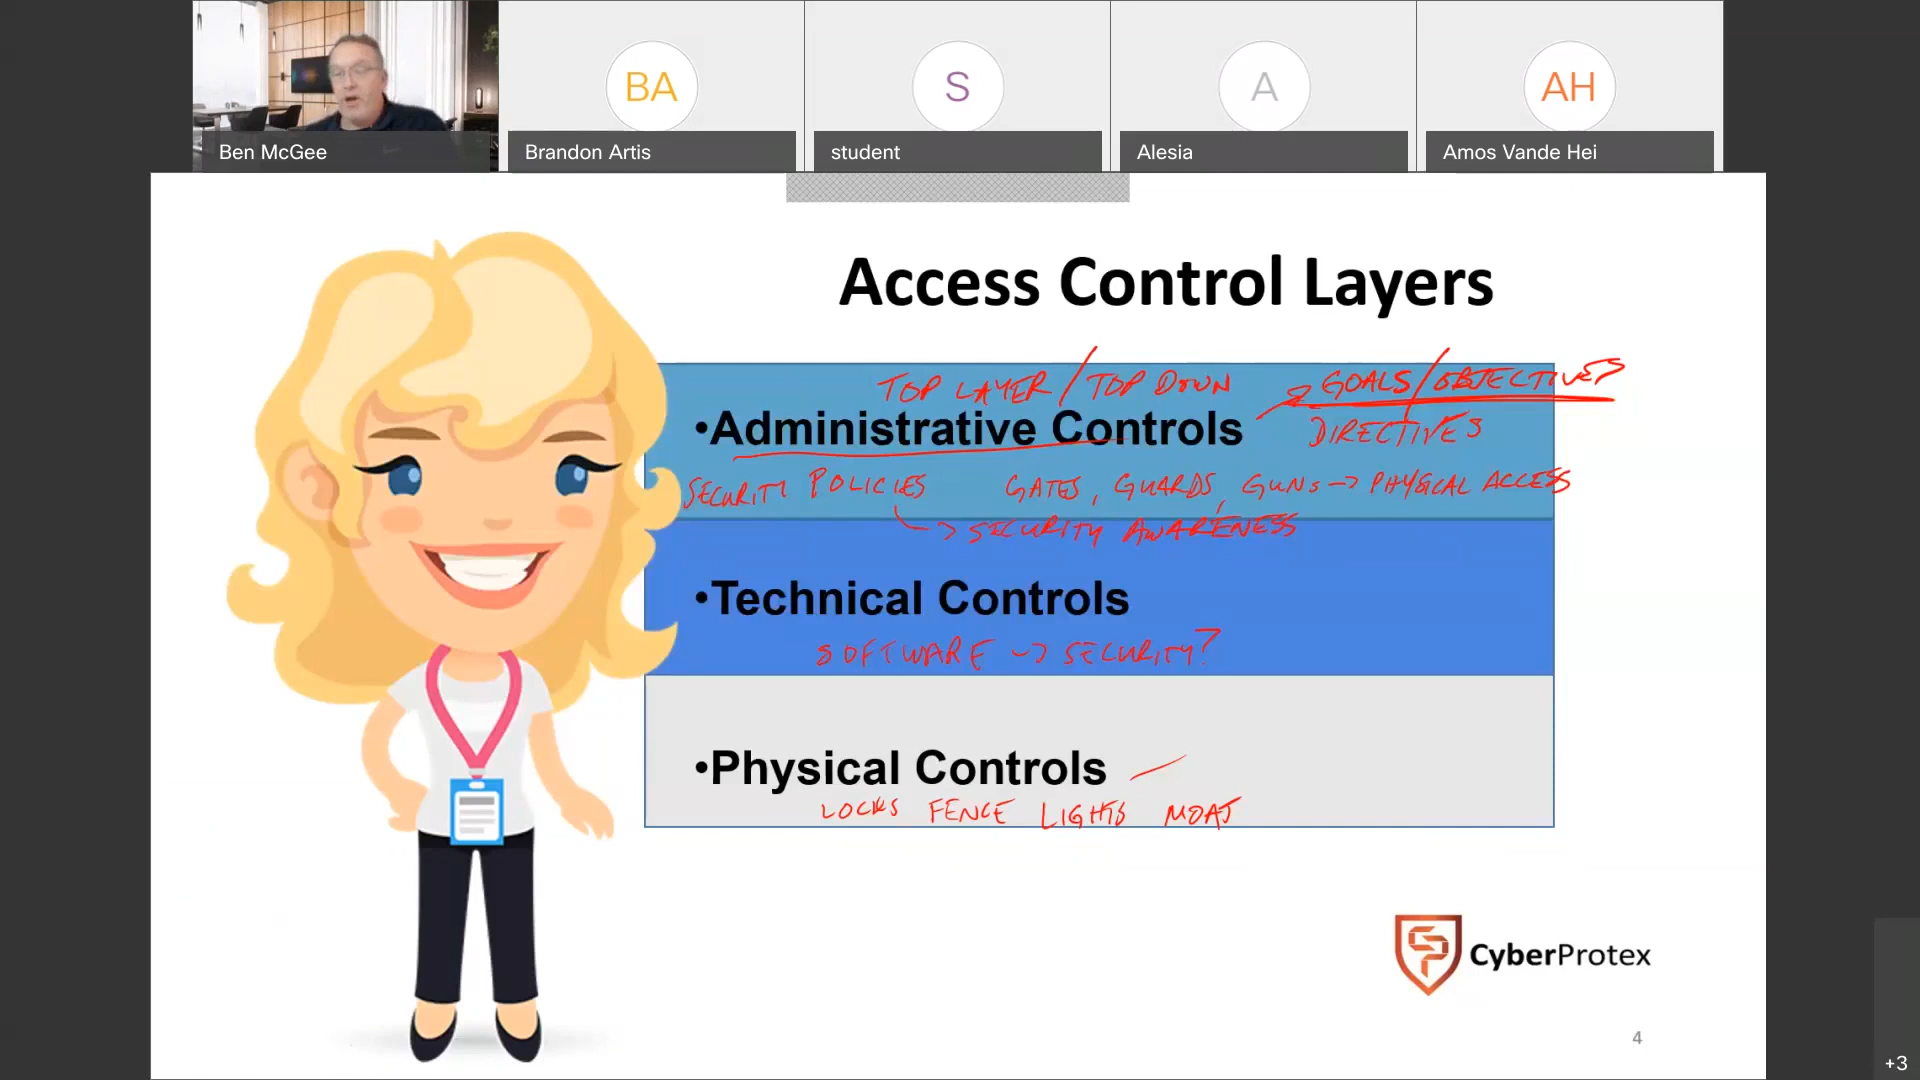 BA
S
A
AH
Ben McGee
Brandon Artis
student
Alesia
Amos Vande Hei
Access Control Layers
TOP LAYER/TOP DOWN
GOALS/OBJECTIVES
•Administrative Controls
DIRECTIVES
SECURITY POLICIES
GATES, GUARDS, GUNS -> PHYSICAL ACCESS
-> SECURITY AWARENESS
•Technical Controls
SOFTWARE -> SECURITY?
•Physical Controls
LOCKS FENCE LIGHTS MOAT
CyberProtex
4
+3